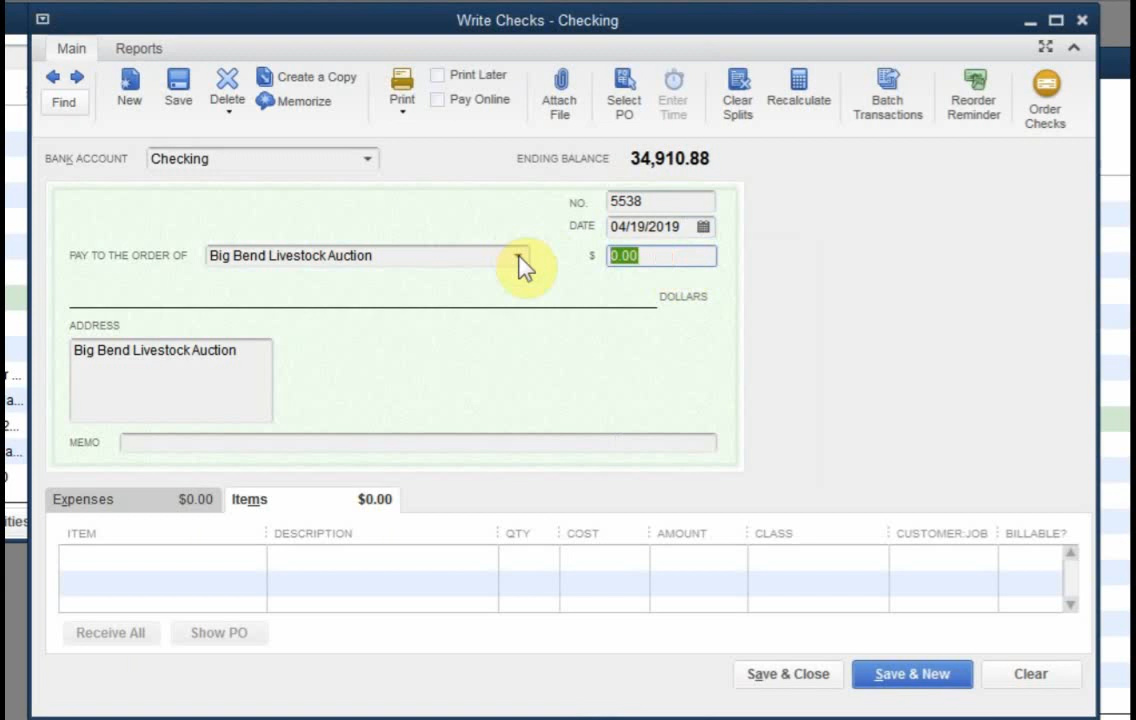 Write Checks - Checking
Main Reports
Find
New
Save
Delete
Create a Copy
Memorize
Print
Print Later
Pay Online
Attach File
Select PO
Enter Time
Clear Splits
Recalculate
Batch Transactions
Reorder Reminder
Order Checks
BANK ACCOUNT Checking ENDING BALANCE 34,910.88
NO. 5538
DATE 04/19/2019
PAY TO THE ORDER OF Big Bend Livestock Auction $ 0.00
DOLLARS
ADDRESS
Big Bend Livestock Auction
MEMO
Expenses $0.00 Items $0.00
ITEM DESCRIPTION QTY COST AMOUNT CLASS CUSTOMER:JOB BILLABLE?
Receive All Show PO
Save & Close Save & New Clear